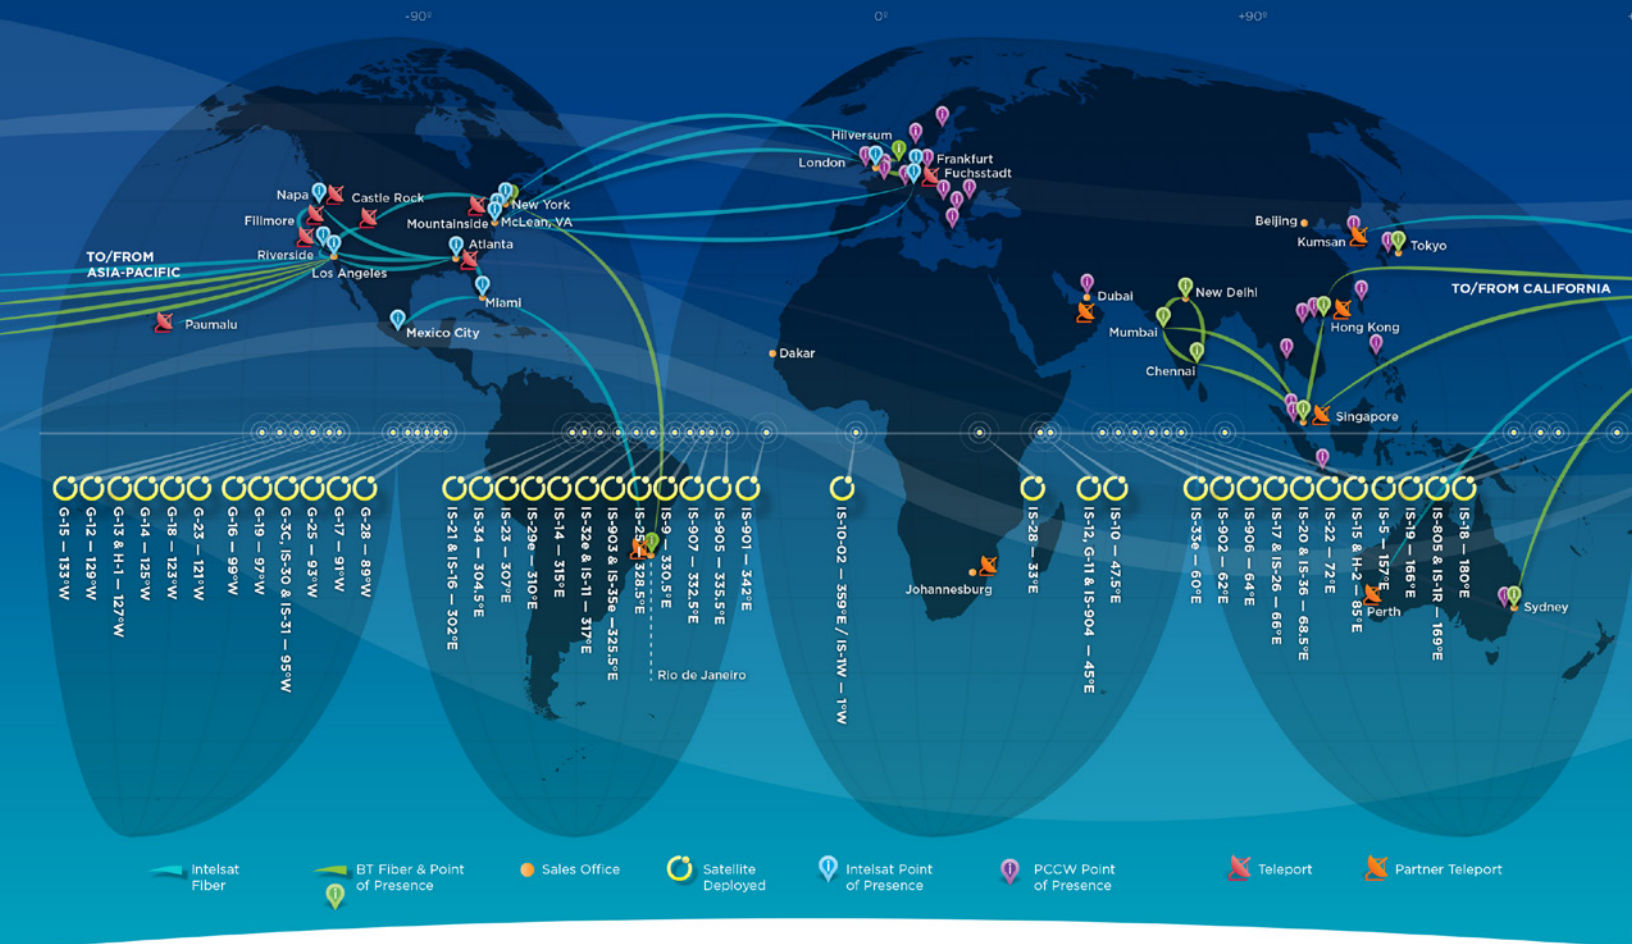 -90º
0º
+90º
Hilversum
London
Frankfurt
Fuchsstadt
Napa
Castle Rock
Fillmore
New York
Mountainside
McLean, VA
Riverside
Atlanta
Los Angeles
TO/FROM
ASIA-PACIFIC
Miami
Paumalu
Mexico City
Beijing
Kumsan
Tokyo
TO/FROM CALIFORNIA
Dubai
New Delhi
Mumbai
Hong Kong
Chennai
Dakar
Singapore
G-15 — 133°W
G-12 — 129°W
G-13 & H-1 — 127°W
G-14 — 125°W
G-18 — 123°W
G-23 — 121°W
G-16 — 99°W
G-19 — 97°W
G-3C, IS-30 & IS-31 — 95°W
G-25 — 93°W
G-17 — 91°W
G-28 — 89°W
IS-21 & IS-16 — 302°E
IS-34 — 304.5°E
IS-23 — 307°E
IS-29e — 310°E
IS-14 — 315°E
IS-32e & IS-11 — 317°E
IS-903 & IS-35e — 325.5°E
IS-25 — 328.5°E
IS-907 — 332.5°E
IS-905 — 335.5°E
IS-901 — 342°E
IS-10-02 — 359°E / IS-1W — 1°W
IS-28 — 33°E
IS-12, G-11 & IS-904 — 45°E
IS-10 — 47.5°E
IS-33e — 60°E
IS-902 — 62°E
IS-906 — 64°E
IS-17 & IS-26 — 66°E
IS-20 & IS-36 — 68.5°E
IS-22 — 72°E
IS-15 & H-2 — 85°E
IS-5 — 157°E
IS-19 — 166°E
IS-805 & IS-1R — 169°E
IS-18 — 180°E
Johannesburg
Perth
Sydney
Rio de Janeiro
Intelsat
Fiber
BT Fiber & Point
of Presence
Sales Office
Satellite
Deployed
Intelsat Point
of Presence
PCCW Point
of Presence
Teleport
Partner Teleport